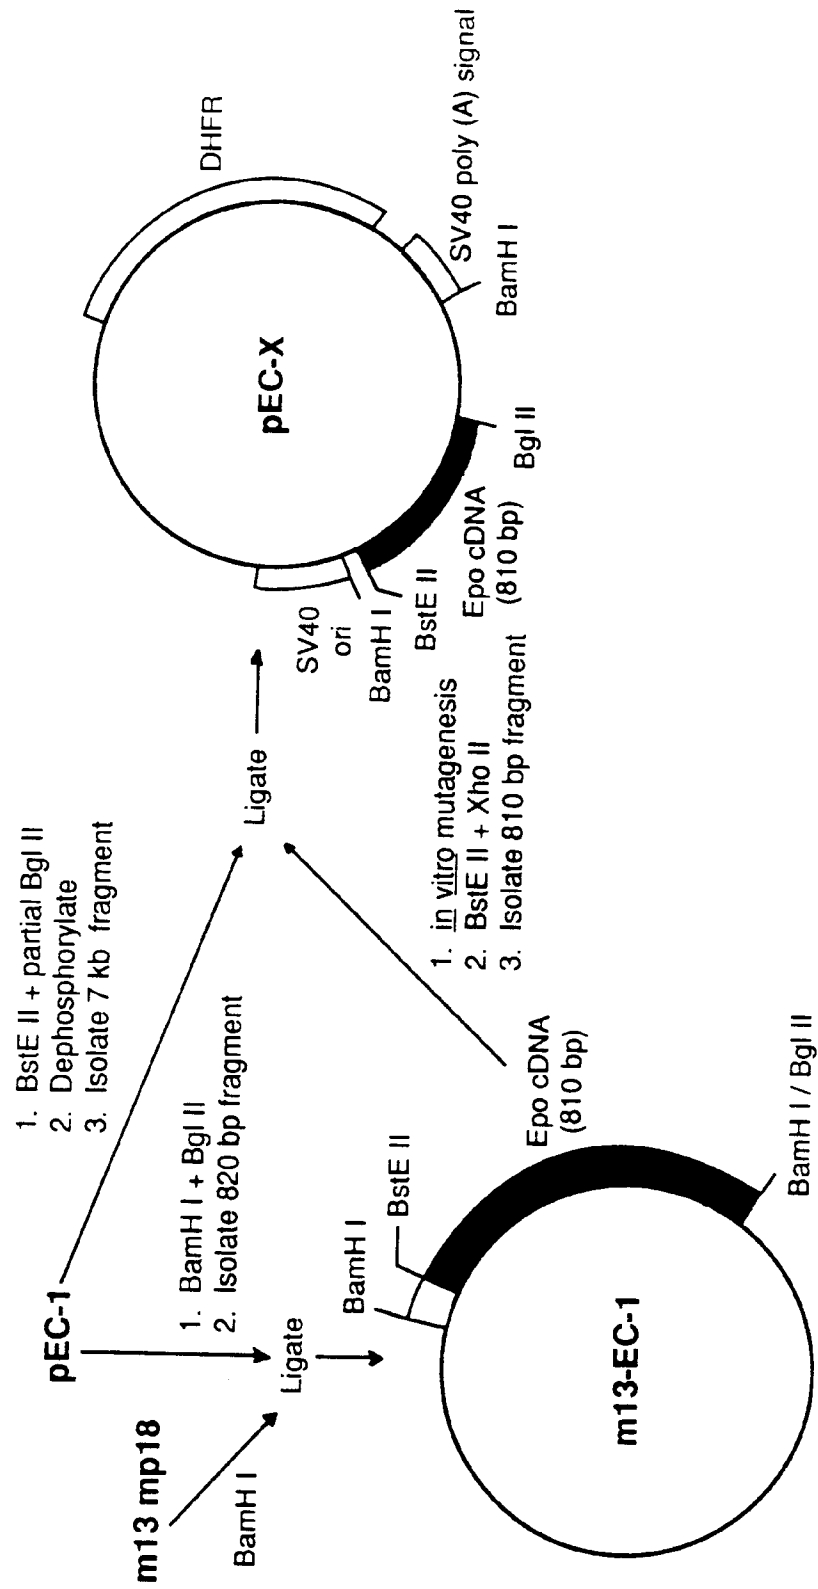 m13 mp18
BamH I
pEC-1
1. BamH I + Bgl II
2. Isolate 820 bp fragment
Ligate
1. BstE II + partial Bgl II
2. Dephosphorylate
3. Isolate 7 kb fragment
BamH I
BstE II
Epo cDNA
(810 bp)
BamH I / Bgl II
m13-EC-1
1. in vitro mutagenesis
2. BstE II + Xho II
3. Isolate 810 bp fragment
Ligate
pEC-X
DHFR
SV40 poly (A) signal
BamH I
Bgl II
Epo cDNA
(810 bp)
BstE II
BamH I
SV40
ori